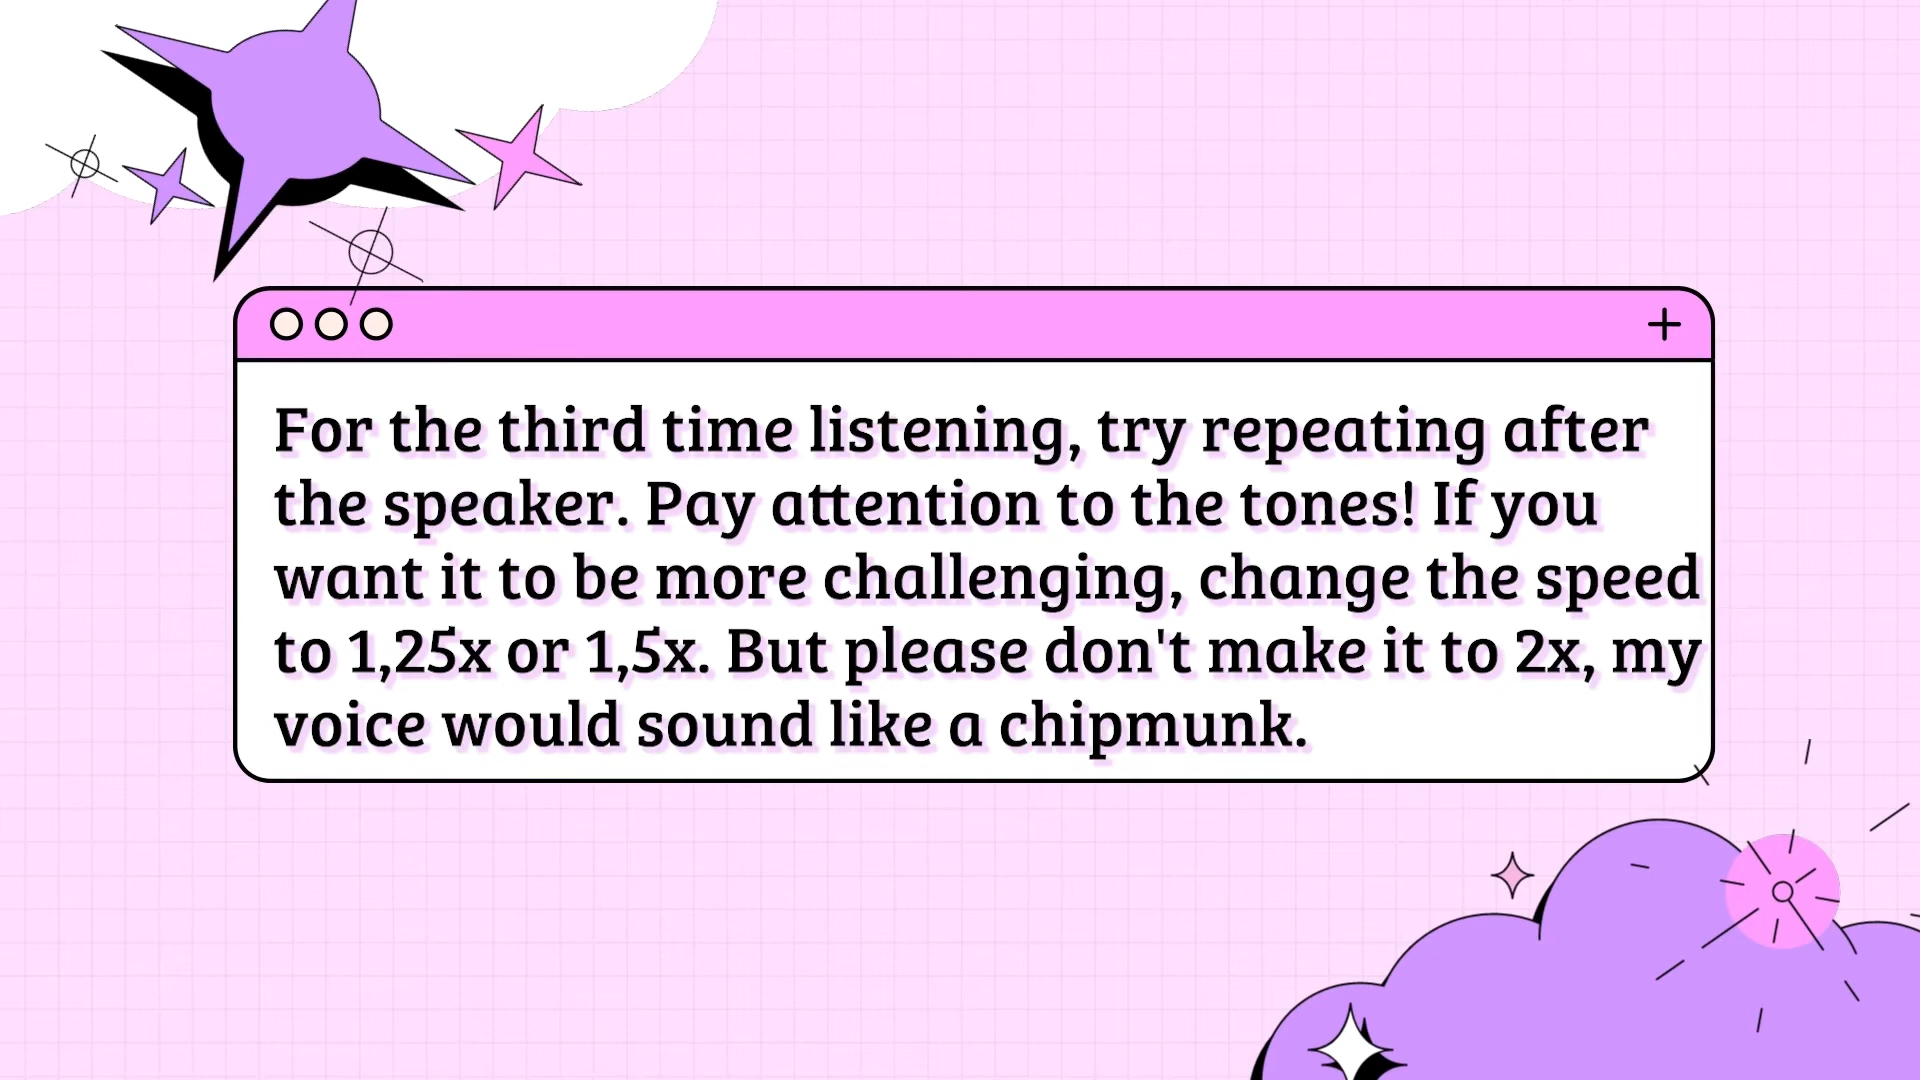 For the third time listening, try repeating after
the speaker. Pay attention to the tones! If you
want it to be more challenging, change the speed
to 1,25x or 1,5x. But please don't make it to 2x, my
voice would sound like a chipmunk.